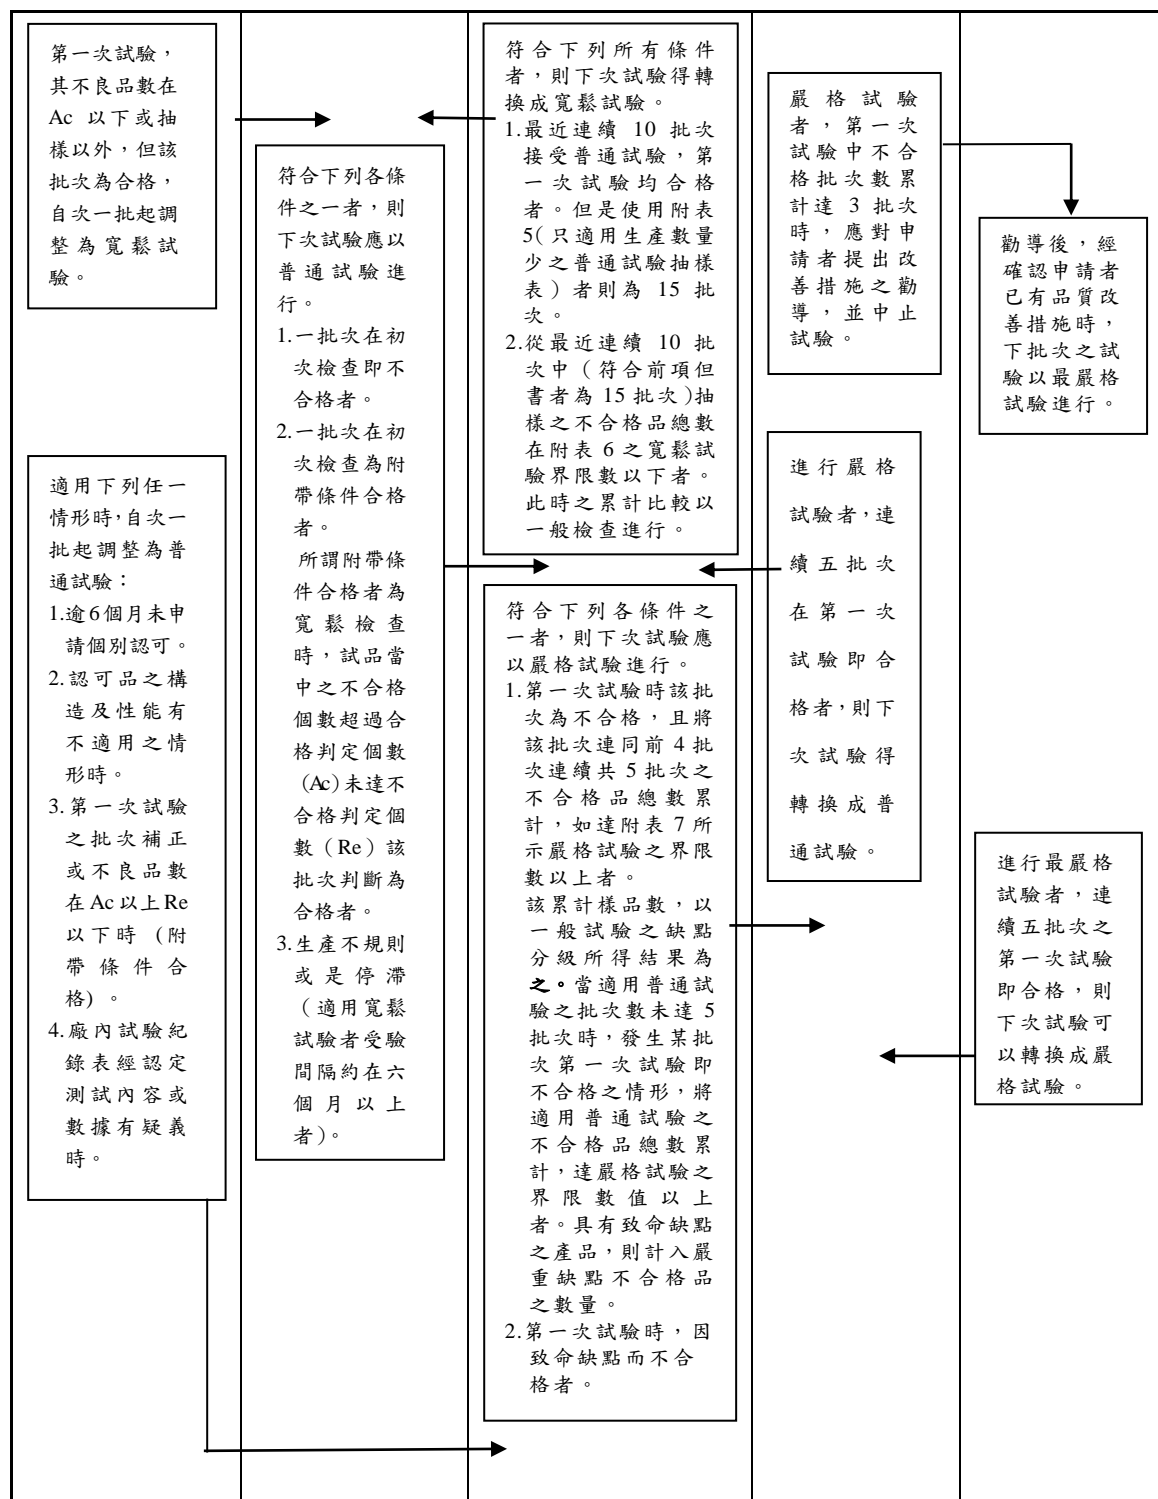 第一次試驗，
其不良品數在
Ac 以下或抽
樣以外，但該
批次為合格，
自次一批起調
整為寬鬆試
驗。
適用下列任一
情形時，自次一
批起調整為普
通試驗：
1.逾6個月未申
請個別認可。
2.認可品之構
造及性能有
不適用之情
形時。
3.第一次試驗
之批次補正
或不良品數
在Ac以上Re
以下時（附
帶條件合
格）。
4.廠內試驗紀
錄表經認定
測試內容或
數據有疑義
時。
符合下列各條
件之一者，則
下次試驗應以
普通試驗進
行。
1.一批次在初
次檢查即不
合格者。
2.一批次在初
次檢查為附
帶條件合格
者。
所謂附帶條
件合格者為
寬鬆檢查
時，試品當
中之不合格
個數超過合
格判定個數
（Ac）未達不
合格判定個
數（Re）該
批次判斷為
合格者。
3.生產不規則
或是停滯
（適用寬鬆
試驗者受驗
間隔約在六
個月以上
者）。
符合下列所有條件
者，則下次試驗得轉
換成寬鬆試驗。
1.最近連續 10 批次
接受普通試驗，第
一次試驗均合格
者。但是使用附表
5（只適用生產數量
少之普通試驗抽樣
表）者則為 15 批
次。
2.從最近連續 10 批
次中（符合前項但
書者為 15 批次）抽
樣之不合格品總數
在附表 6 之寬鬆試
驗界限數以下者。
此時之累計比較以
一般檢查進行。
符合下列各條件之
一者，則下次試驗應
以嚴格試驗進行。
1.第一次試驗時該批
次為不合格，且將
該批次連同前 4 批
次連續共 5 批次之
不合格品總數累
計，如達附表 7 所
示嚴格試驗之界限
數以上者。
該累計樣品數，以
一般試驗之缺點
分級所得結果為
之。當適用普通試
驗之批次數未達 5
批次時，發生某批
次第一次試驗即
不合格之情形，將
適用普通試驗之
不合格品總數累
計，達嚴格試驗之
界限數值以上
者。具有致命缺點
之產品，則計入嚴
重缺點不合格品
之數量。
2.第一次試驗時，因
致命缺點而不合
格者。
嚴格試驗
者，第一次
試驗中不合
格批次數累
計達 3 批次
時，應對申
請者提出改
善措施之勸
導，並中止
試驗。
進行嚴格
試驗者，連
續五批次
在第一次
試驗即合
格者，則下
次試驗得
轉換成普
通試驗。
勸導後，經
確認申請者
已有品質改
善措施時，
下批次之試
驗以最嚴格
試驗進行。
進行最嚴格
試驗者，連
續五批次之
第一次試驗
即合格，則
下次試驗可
以轉換成嚴
格試驗。